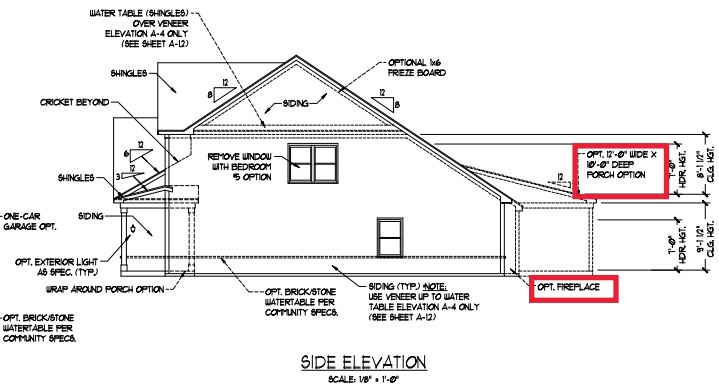 WATER TABLE (SHINGLES)
OVER VENEER
ELEVATION A-4 ONLY
(SEE SHEET A-12)
OPTIONAL 1x6
FRIEZE BOARD
SHINGLES
12
8
12
8
SIDING
CRICKET BEYOND
12
6
REMOVE WINDOW
WITH BEDROOM
#5 OPTION
OPT. 12'-0" WIDE x
10'-0" DEEP
PORCH OPTION
7'-0"
HDR. HGT.
8'-1 1/2"
CLG. HGT.
12
3
SHINGLES
12
ONE-CAR
GARAGE OPT.
SIDING
7'-0"
HDR. HGT.
9'-1 1/2"
CLG. HGT.
OPT. EXTERIOR LIGHT
AS SPEC. (TYP.)
WRAP AROUND PORCH OPTION
OPT. BRICK/STONE
WATERTABLE PER
COMMUNITY SPECS.
SIDING (TYP.) NOTE:
USE VENEER UP TO WATER
TABLE ELEVATION A-4 ONLY
(SEE SHEET A-12)
OPT. FIREPLACE
OPT. BRICK/STONE
WATERTABLE PER
COMMUNITY SPECS.
SIDE ELEVATION
SCALE: 1/8" = 1'-0"